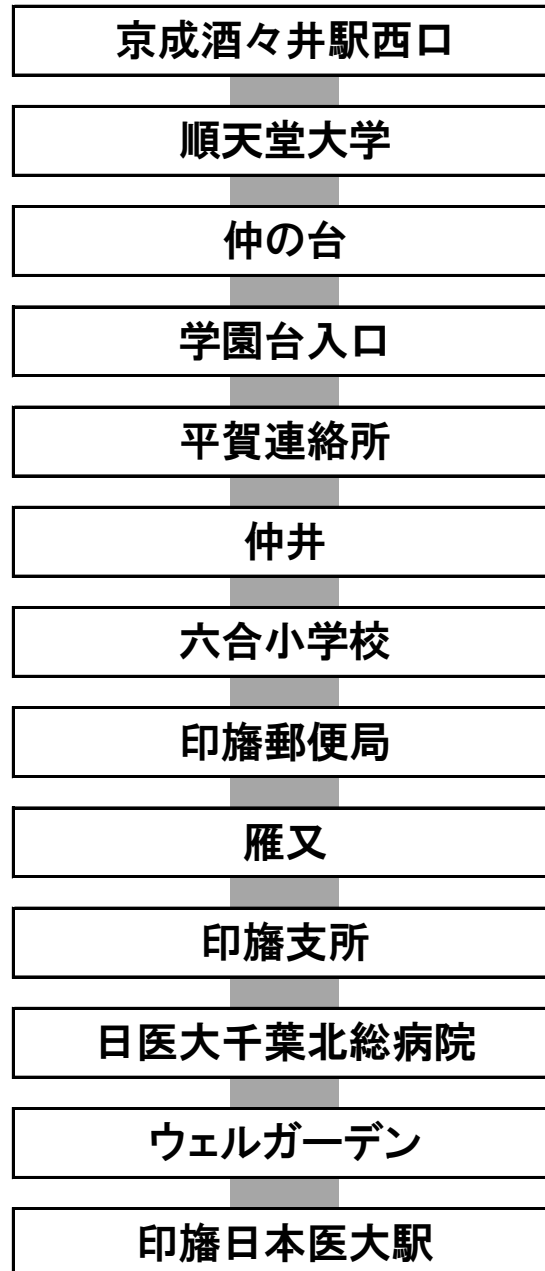 京成酒々井駅西口
順天堂大学
仲の台
学園台入口
平賀連絡所
仲井
六合小学校
印旛郵便局
雁又
印旛支所
日医大千葉北総病院
ウェルガーデン
印旛日本医大駅